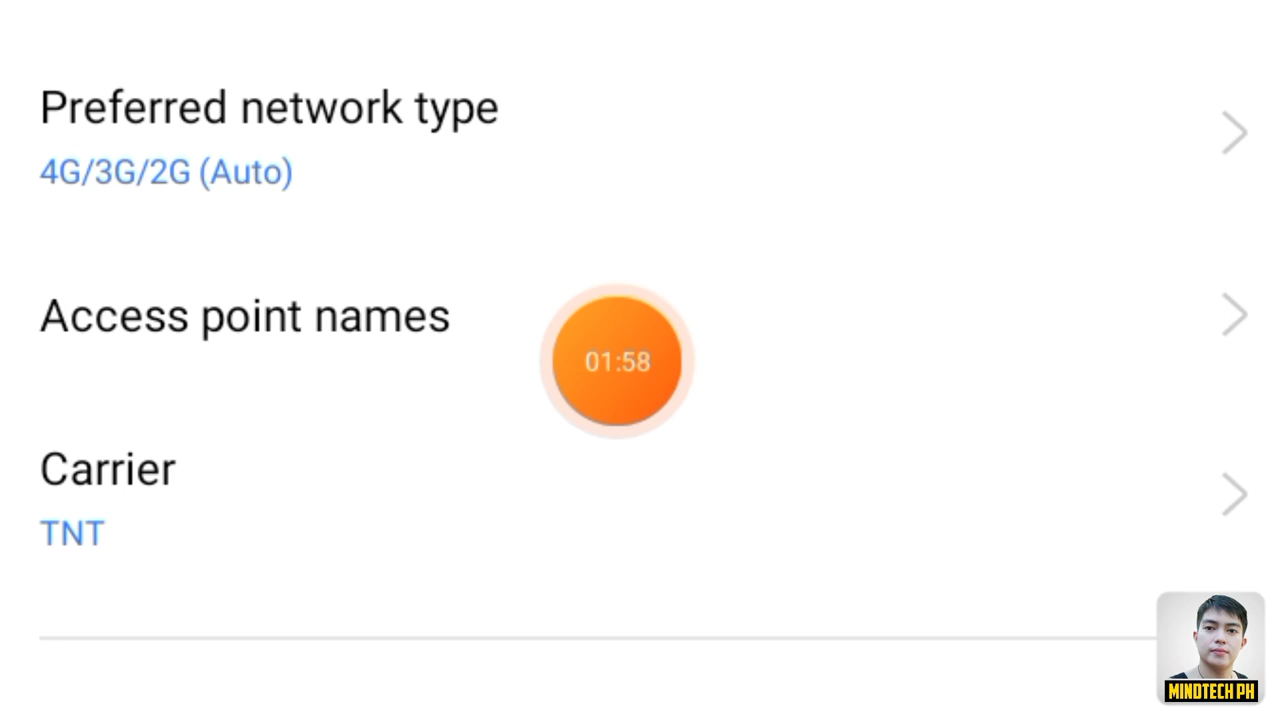 Preferred network type
4G/3G/2G (Auto)
Access point names
01:58
Carrier
TNT
MINDTECH PH